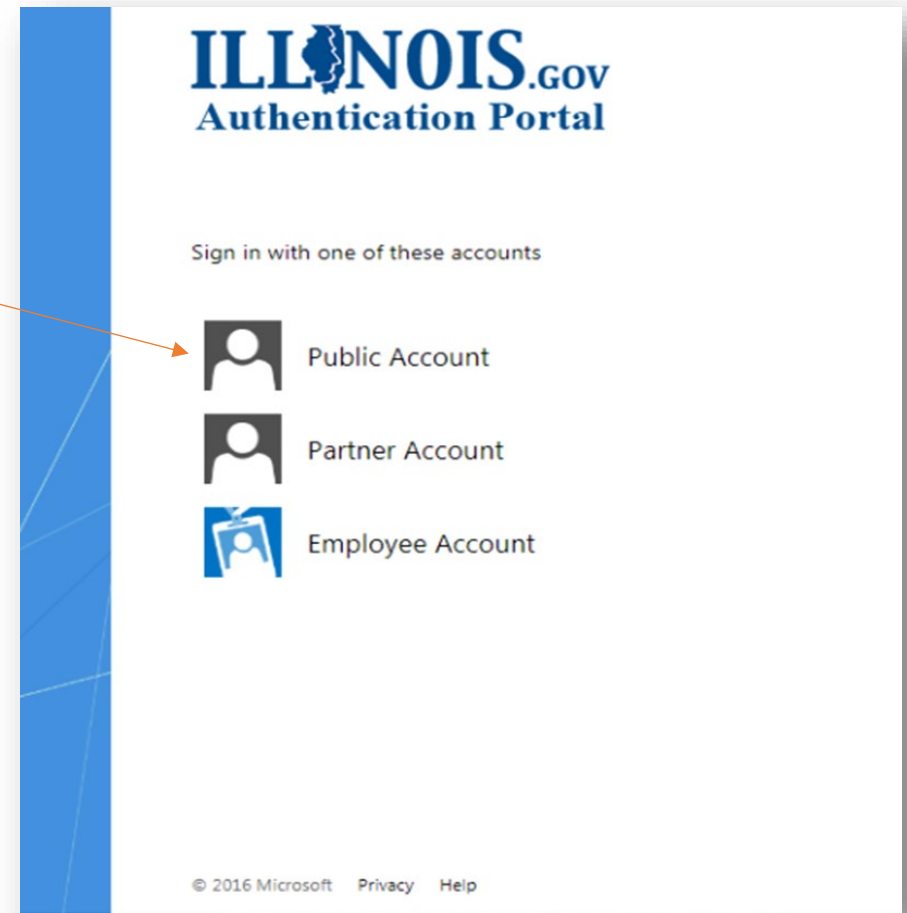 ILLINOIS.GOV
Authentication Portal
Sign in with one of these accounts
Public Account
Partner Account
Employee Account
© 2016 Microsoft Privacy Help